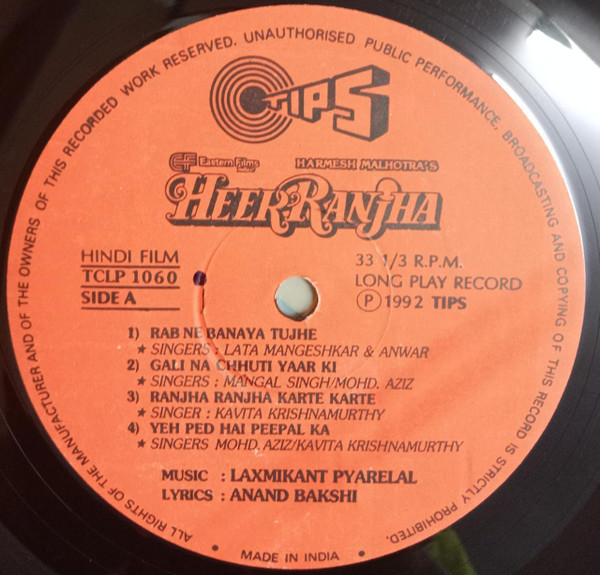 ALL RIGHTS OF THE MANUFACTURER AND OF THE OWNERS OF THIS RECORDED WORK RESERVED. UNAUTHORISED PUBLIC PERFORMANCE, BROADCASTING AND COPYING OF THIS RECORD IS STRICTLY PROHIBITED.
TIPS
Eastern Films
HARMESH MALHOTRA'S
HEER RANJHA
HINDI FILM
TCLP 1060
SIDE A
33 1/3 R.P.M.
LONG PLAY RECORD
Ⓟ 1992 TIPS
1) RAB NE BANAYA TUJHE
★ SINGERS : LATA MANGESHKAR & ANWAR
2) GALI NA CHHUTI YAAR KI
★ SINGERS : MANGAL SINGH/MOHD. AZIZ
3) RANJHA RANJHA KARTE KARTE
★ SINGER : KAVITA KRISHNAMURTHY
4) YEH PED HAI PEEPAL KA
★ SINGERS MOHD. AZIZ/KAVITA KRISHNAMURTHY
MUSIC : LAXMIKANT PYARELAL
LYRICS : ANAND BAKSHI
• MADE IN INDIA •